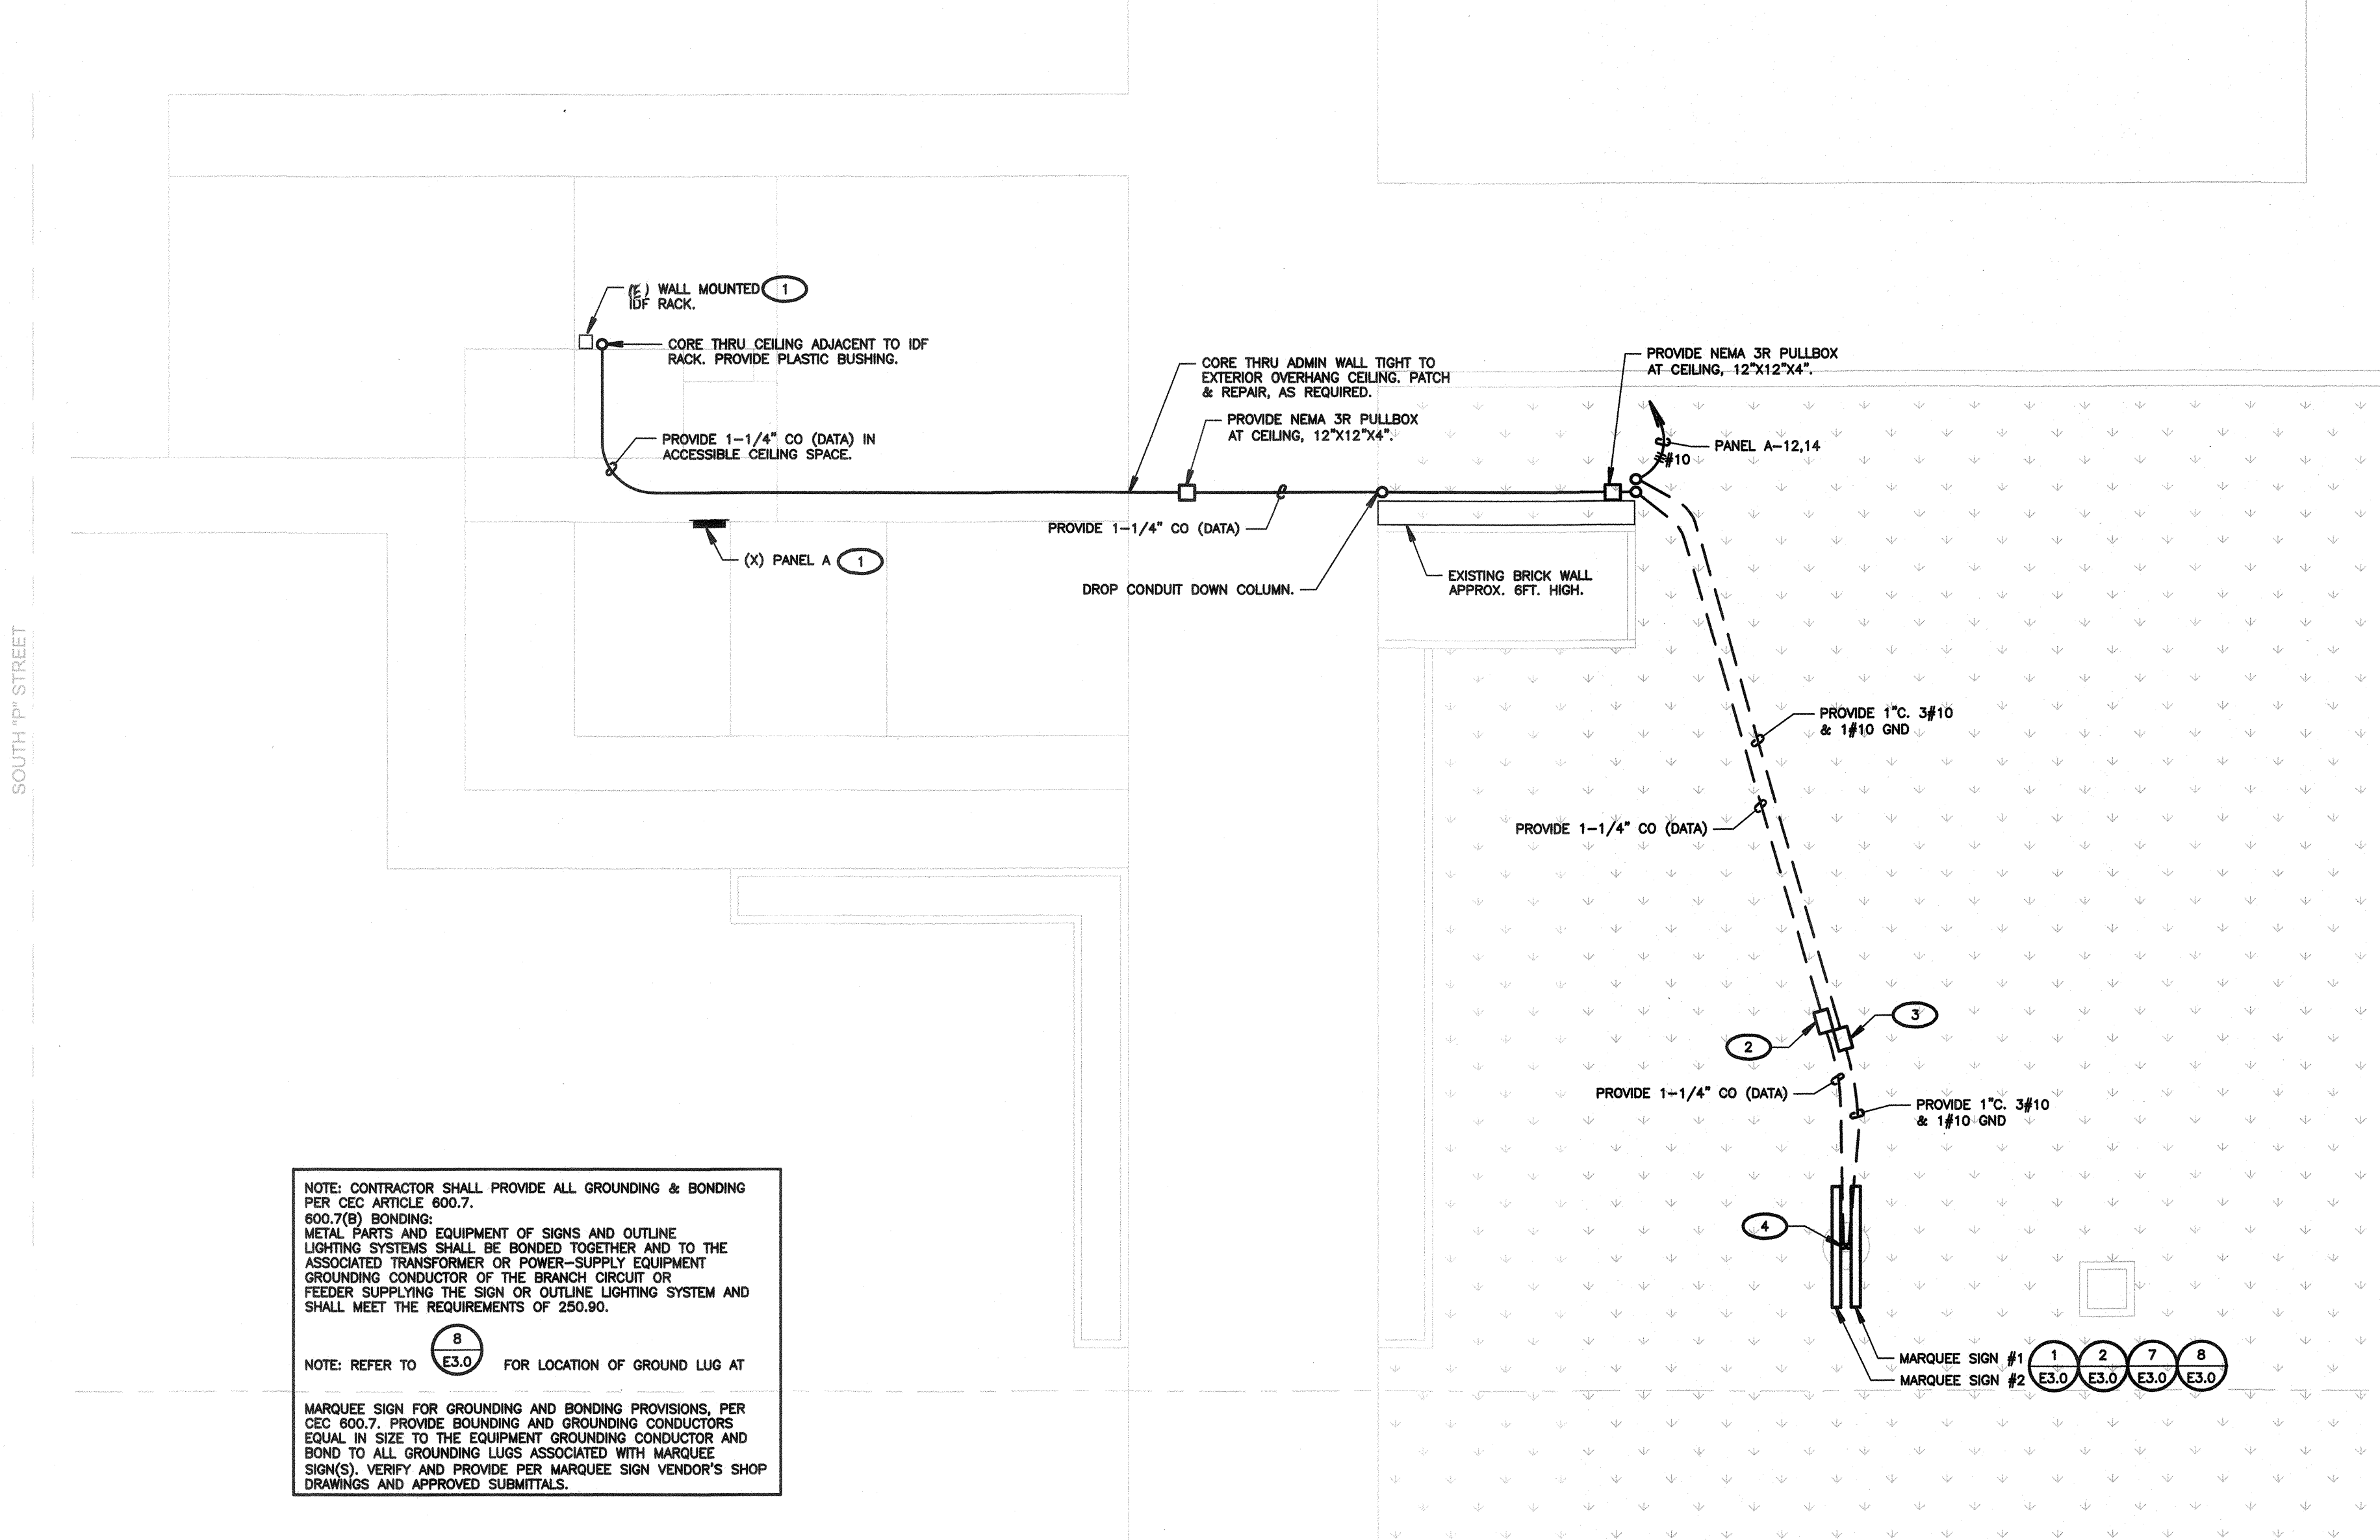 (E) WALL MOUNTED 1
IDF RACK.
CORE THRU CEILING ADJACENT TO IDF
RACK. PROVIDE PLASTIC BUSHING.
PROVIDE 1-1/4" CO (DATA) IN
ACCESSIBLE CEILING SPACE.
(X) PANEL A 1
CORE THRU ADMIN WALL TIGHT TO
EXTERIOR OVERHANG CEILING. PATCH
& REPAIR, AS REQUIRED.
PROVIDE NEMA 3R PULLBOX
AT CEILING, 12"X12"X4".
PROVIDE 1-1/4" CO (DATA)
DROP CONDUIT DOWN COLUMN.
PROVIDE NEMA 3R PULLBOX
AT CEILING, 12"X12"X4".
PANEL A-12,14
#10
EXISTING BRICK WALL
APPROX. 6FT. HIGH.
SOUTH "P" STREET
PROVIDE 1"C. 3#10
& 1#10 GND
PROVIDE 1-1/4" CO (DATA)
3
2
PROVIDE 1-1/4" CO (DATA)
PROVIDE 1"C. 3#10
& 1#10 GND
4
MARQUEE SIGN #1
MARQUEE SIGN #2
1 2 7 8
E3.0 E3.0 E3.0 E3.0
NOTE: CONTRACTOR SHALL PROVIDE ALL GROUNDING & BONDING
PER CEC ARTICLE 600.7.
600.7(B) BONDING:
METAL PARTS AND EQUIPMENT OF SIGNS AND OUTLINE
LIGHTING SYSTEMS SHALL BE BONDED TOGETHER AND TO THE
ASSOCIATED TRANSFORMER OR POWER-SUPPLY EQUIPMENT
GROUNDING CONDUCTOR OF THE BRANCH CIRCUIT OR
FEEDER SUPPLYING THE SIGN OR OUTLINE LIGHTING SYSTEM AND
SHALL MEET THE REQUIREMENTS OF 250.90.
8
NOTE: REFER TO E3.0 FOR LOCATION OF GROUND LUG AT
MARQUEE SIGN FOR GROUNDING AND BONDING PROVISIONS, PER
CEC 600.7. PROVIDE BOUNDING AND GROUNDING CONDUCTORS
EQUAL IN SIZE TO THE EQUIPMENT GROUNDING CONDUCTOR AND
BOND TO ALL GROUNDING LUGS ASSOCIATED WITH MARQUEE
SIGN(S). VERIFY AND PROVIDE PER MARQUEE SIGN VENDOR'S SHOP
DRAWINGS AND APPROVED SUBMITTALS.